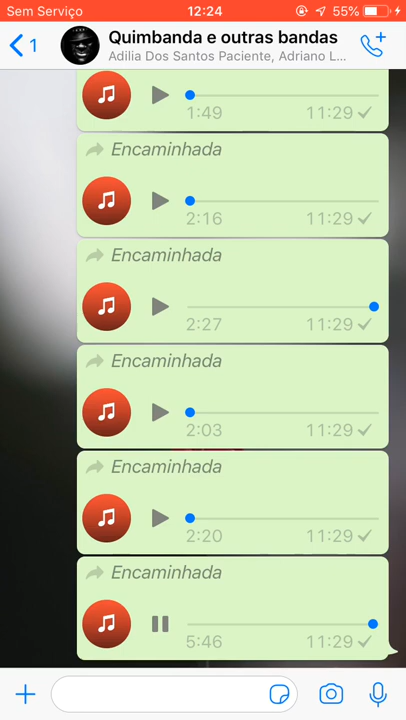 Sem Serviço 12:24 55%
1 Quimbanda e outras bandas
Adilia Dos Santos Paciente, Adriano L...
1:49 11:29
Encaminhada
2:16 11:29
Encaminhada
2:27 11:29
Encaminhada
2:03 11:29
Encaminhada
2:20 11:29
Encaminhada
5:46 11:29